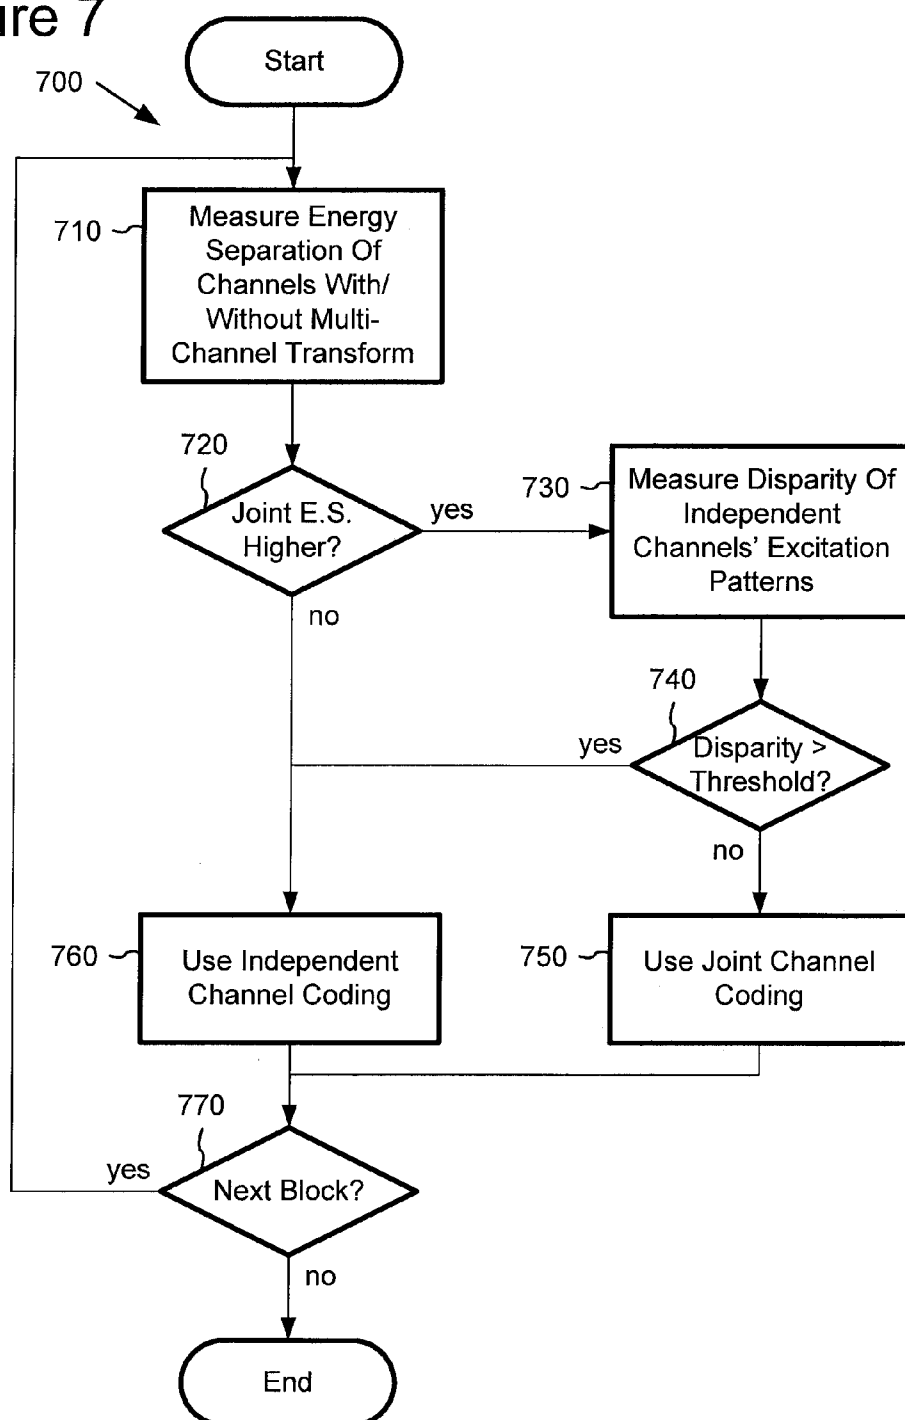 ure 7
Start
700
710
Measure Energy
Separation Of
Channels With/
Without Multi-
Channel Transform
720
Joint E.S.
Higher?
yes
no
730
Measure Disparity Of
Independent
Channels' Excitation
Patterns
740
Disparity >
Threshold?
yes
no
760
Use Independent
Channel Coding
750
Use Joint Channel
Coding
770
Next Block?
yes
no
End